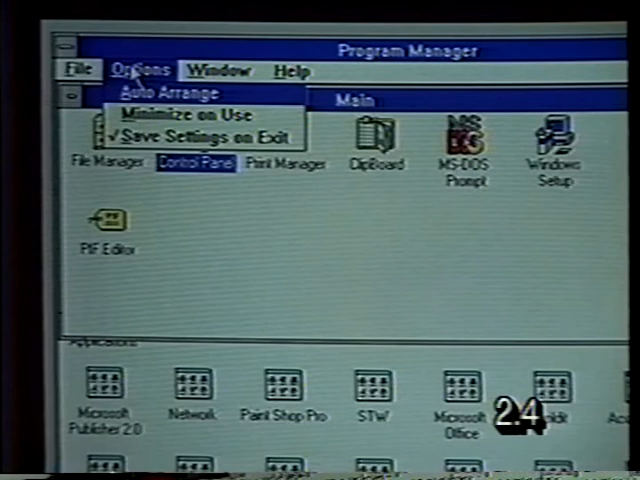 Program Manager
File Options Window Help
Auto Arrange
Main
Minimize on Use
✓Save Settings on Exit
File Manager Control Panel Print Manager ClipBoard MS-DOS Prompt Windows Setup
PIF Editor
Applications
Microsoft Publisher 2.0 Network Paint Shop Pro STW Microsoft Office
2.4